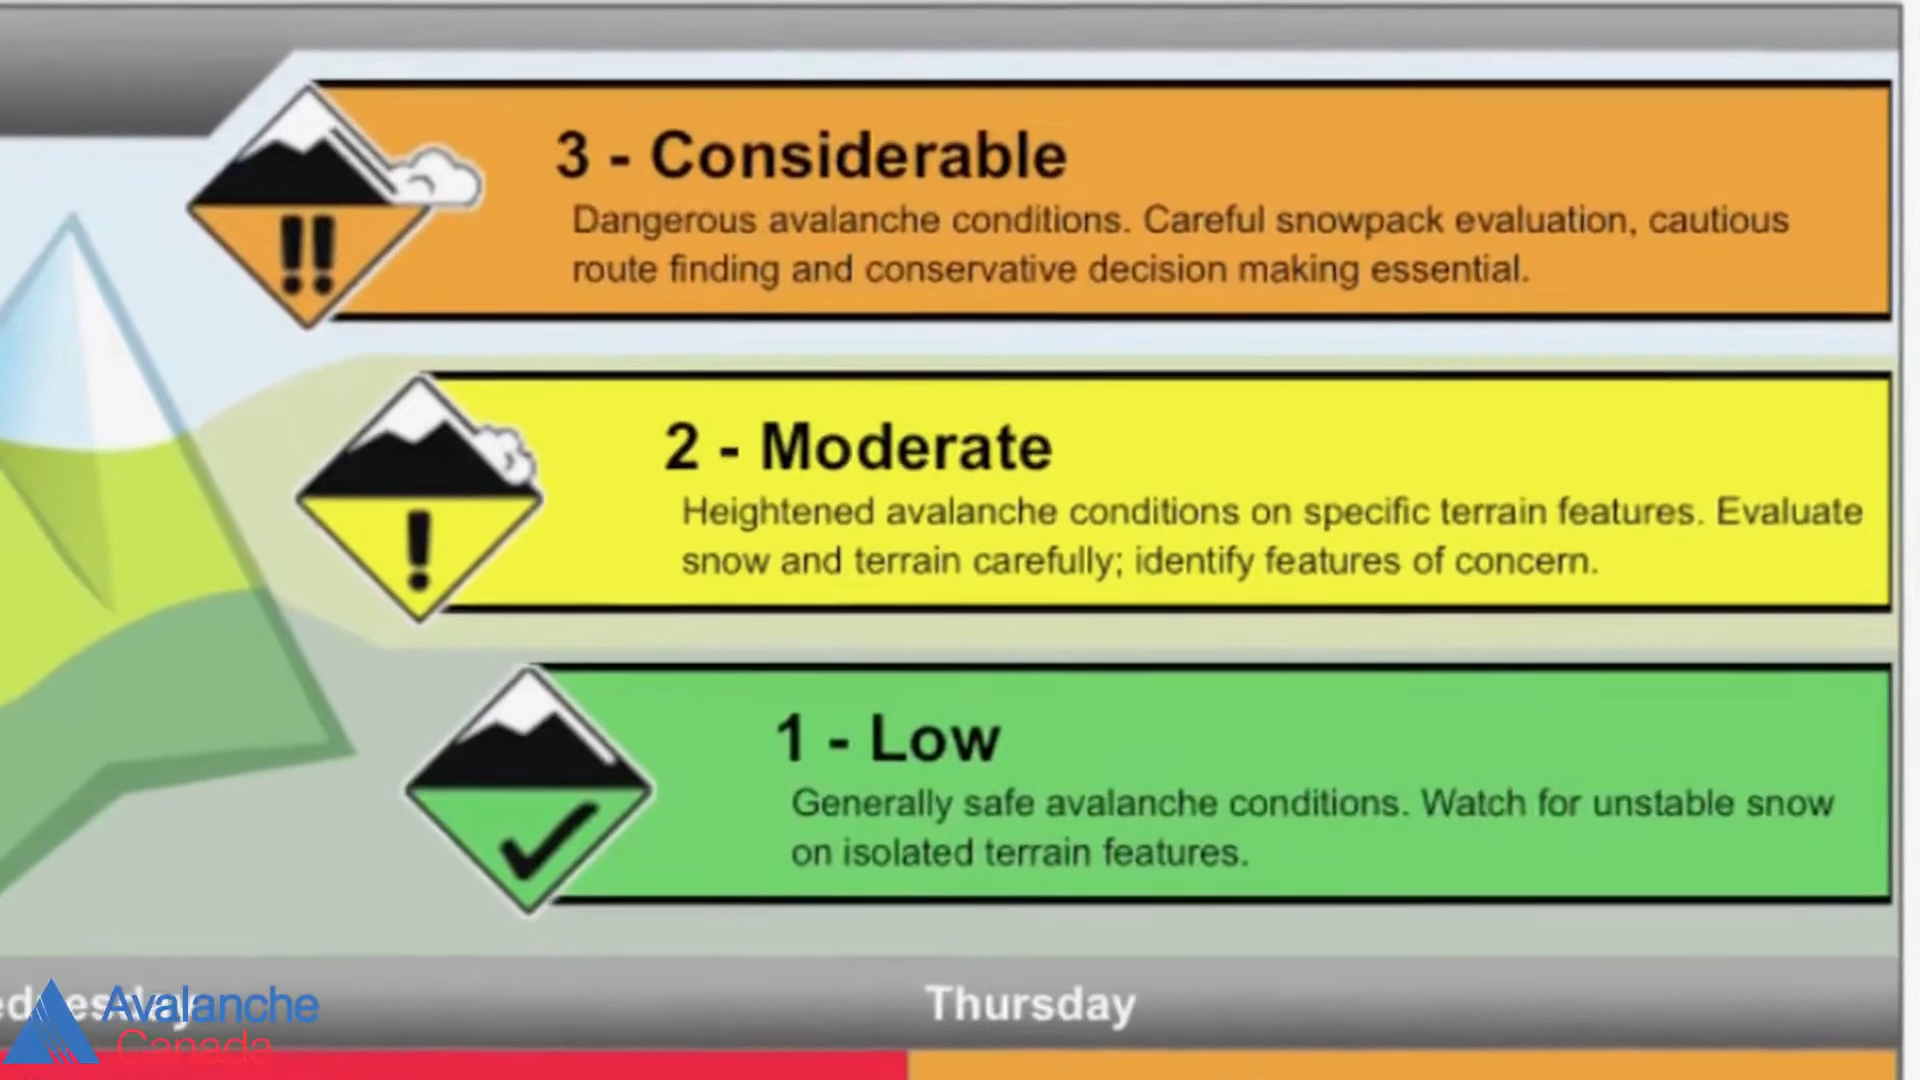 3 - Considerable
Dangerous avalanche conditions. Careful snowpack evaluation, cautious
route finding and conservative decision making essential.
2 - Moderate
Heightened avalanche conditions on specific terrain features. Evaluate
snow and terrain carefully; identify features of concern.
1 - Low
Generally safe avalanche conditions. Watch for unstable snow
on isolated terrain features.
Thursday
Avalanche
Canada